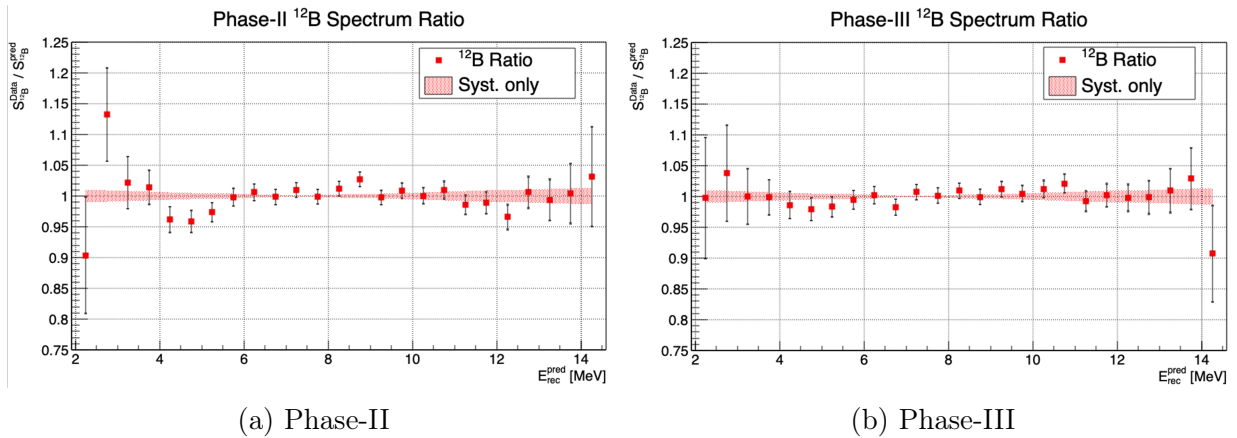 Phase-II ¹²B Spectrum Ratio
S^Data_¹²B / S^pred_¹²B
1.25
1.2
1.15
1.1
1.05
1
0.95
0.9
0.85
0.8
0.75
¹²B Ratio
Syst. only
2 4 6 8 10 12 14
E^pred_rec [MeV]
(a) Phase-II
Phase-III ¹²B Spectrum Ratio
S^Data_¹²B / S^pred_¹²B
1.25
1.2
1.15
1.1
1.05
1
0.95
0.9
0.85
0.8
0.75
¹²B Ratio
Syst. only
2 4 6 8 10 12 14
E^pred_rec [MeV]
(b) Phase-III